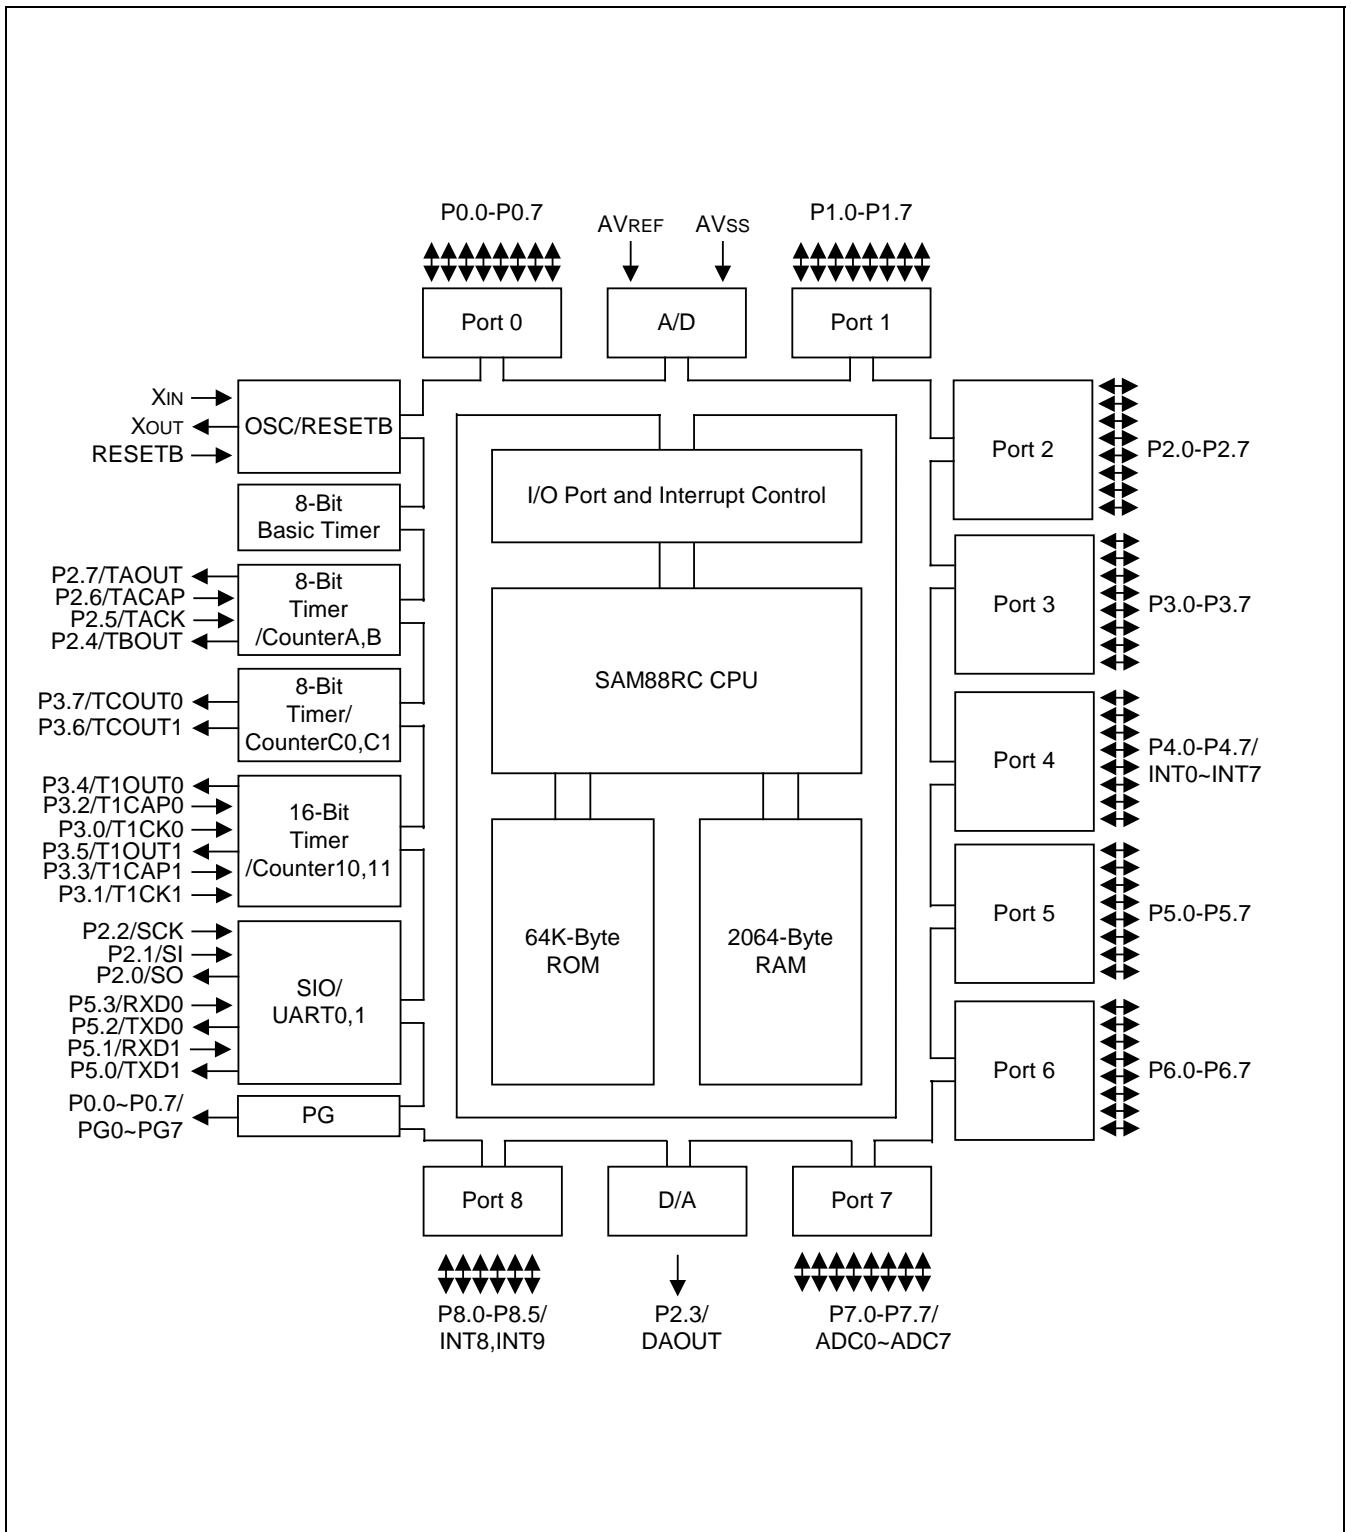 P0.0-P0.7
AVREF
AVSS
P1.0-P1.7
Port 0
A/D
Port 1
XIN
XOUT
RESETB
OSC/RESETB
Port 2
P2.0-P2.7
I/O Port and Interrupt Control
8-Bit
Basic Timer
P2.7/TAOUT
P2.6/TACAP
P2.5/TACK
P2.4/TBOUT
8-Bit
Timer
/CounterA,B
Port 3
P3.0-P3.7
SAM88RC CPU
P3.7/TCOUT0
P3.6/TCOUT1
8-Bit
Timer/
CounterC0,C1
Port 4
P4.0-P4.7/
INT0~INT7
P3.4/T1OUT0
P3.2/T1CAP0
P3.0/T1CK0
P3.5/T1OUT1
P3.3/T1CAP1
P3.1/T1CK1
16-Bit
Timer
/Counter10,11
Port 5
P5.0-P5.7
64K-Byte
ROM
2064-Byte
RAM
P2.2/SCK
P2.1/SI
P2.0/SO
P5.3/RXD0
P5.2/TXD0
P5.1/RXD1
P5.0/TXD1
SIO/
UART0,1
Port 6
P6.0-P6.7
P0.0~P0.7/
PG0~PG7
PG
Port 8
D/A
Port 7
P8.0-P8.5/
INT8,INT9
P2.3/
DAOUT
P7.0-P7.7/
ADC0~ADC7